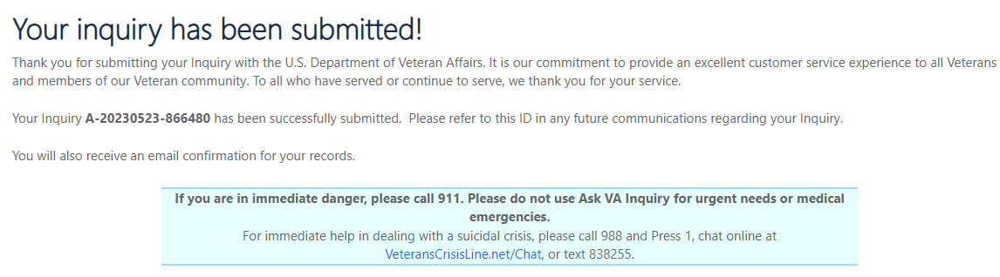 Your inquiry has been submitted!
Thank you for submitting your Inquiry with the U.S. Department of Veteran Affairs. It is our commitment to provide an excellent customer service experience to all Veterans
and members of our Veteran community. To all who have served or continue to serve, we thank you for your service.
Your Inquiry A-20230523-866480 has been successfully submitted.  Please refer to this ID in any future communications regarding your Inquiry.
You will also receive an email confirmation for your records.
If you are in immediate danger, please call 911. Please do not use Ask VA Inquiry for urgent needs or medical
emergencies.
For immediate help in dealing with a suicidal crisis, please call 988 and Press 1, chat online at
VeteransCrisisLine.net/Chat, or text 838255.